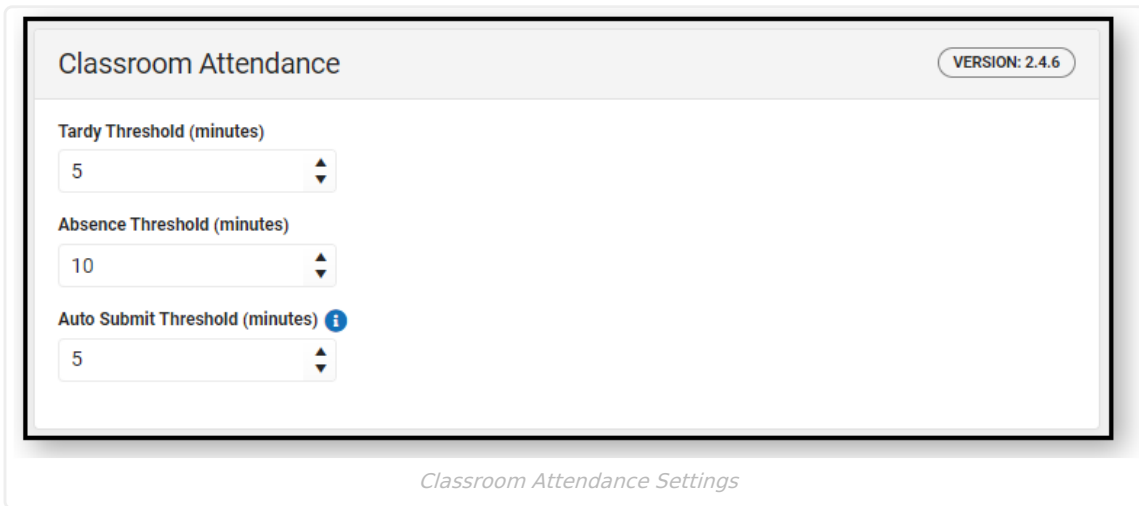 Classroom Attendance
VERSION: 2.4.6
Tardy Threshold (minutes)
5
Absence Threshold (minutes)
10
Auto Submit Threshold (minutes) i
5
Classroom Attendance Settings